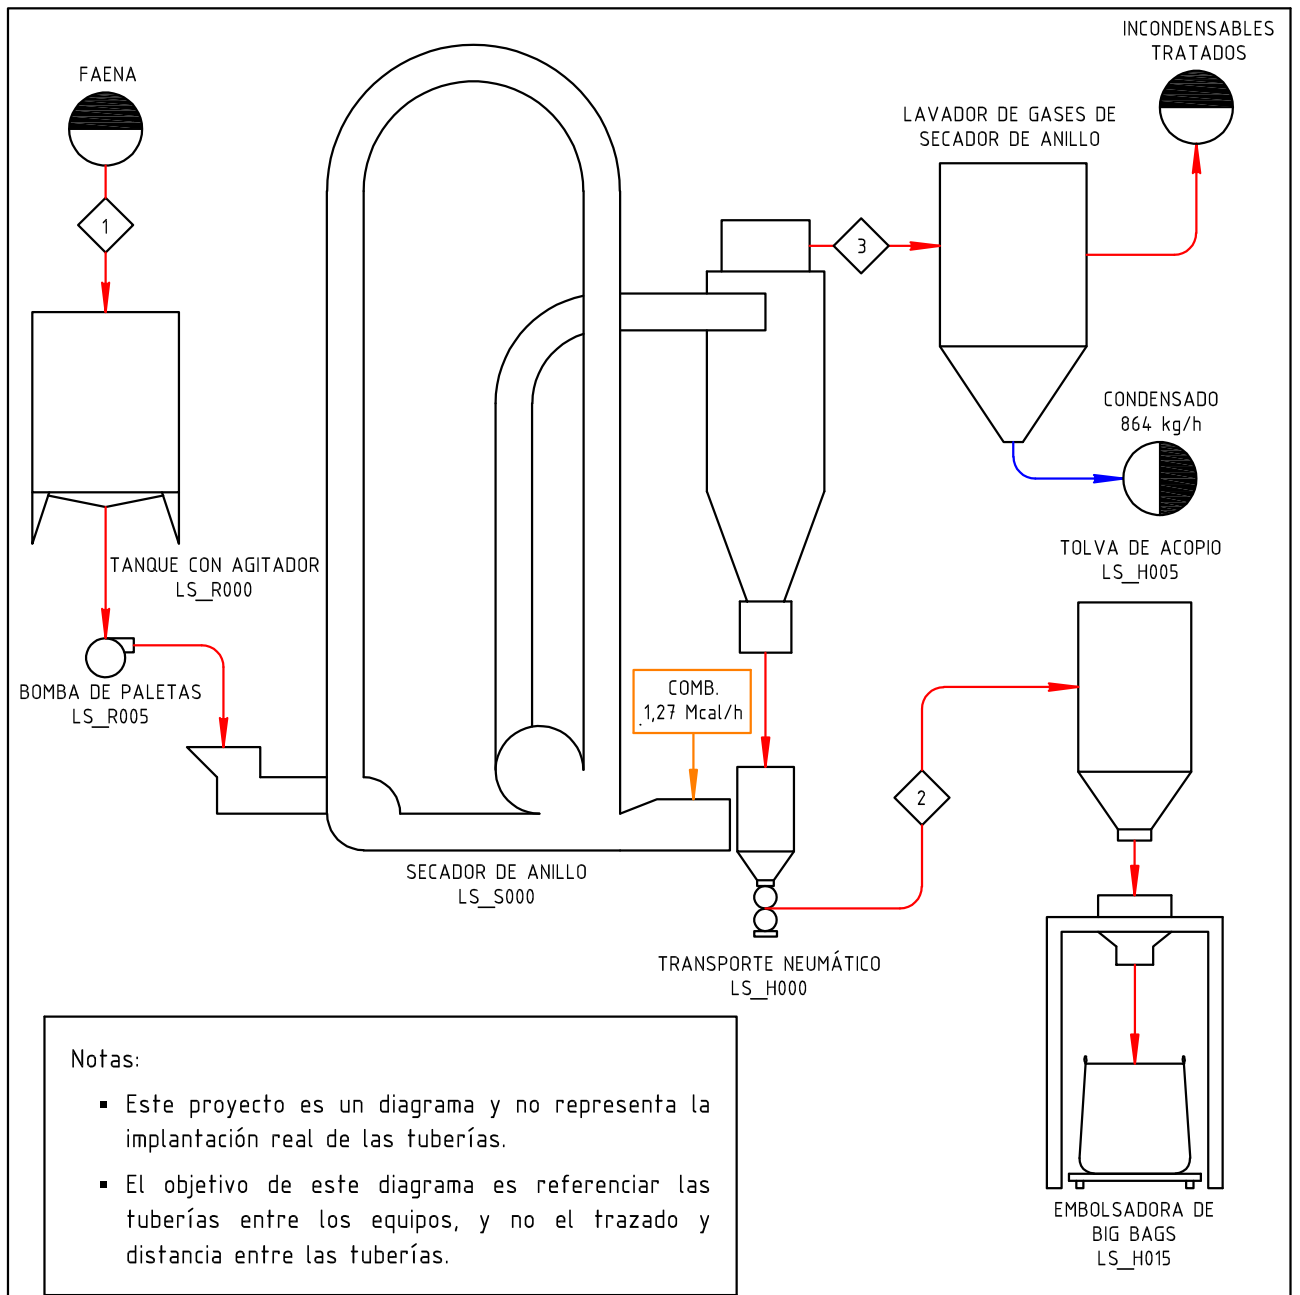 FAENA
1
TANQUE CON AGITADOR
LS_R000
BOMBA DE PALETAS
LS_R005
SECADOR DE ANILLO
LS_S000
COMB.
1,27 Mcal/h
3
LAVADOR DE GASES DE
SECADOR DE ANILLO
INCONDENSABLES
TRATADOS
CONDENSADO
864 kg/h
TRANSPORTE NEUMÁTICO
LS_H000
2
TOLVA DE ACOPIO
LS_H005
EMBOLSADORA DE
BIG BAGS
LS_H015
Notas:
▪ Este proyecto es un diagrama y no representa la
implantación real de las tuberías.
▪ El objetivo de este diagrama es referenciar las
tuberías entre los equipos, y no el trazado y
distancia entre las tuberías.